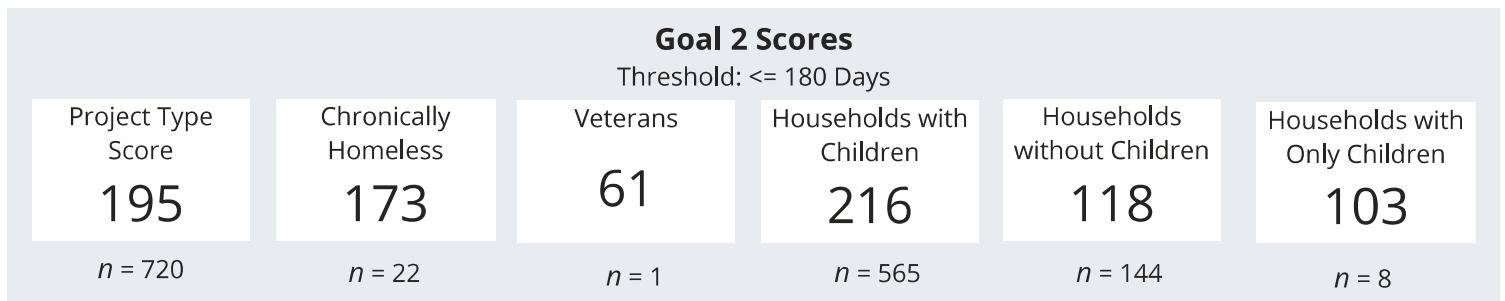 Goal 2 Scores
Threshold: <= 180 Days
Project Type
Score
195
n = 720
Chronically
Homeless
173
n = 22
Veterans
61
n = 1
Households with
Children
216
n = 565
Households
without Children
118
n = 144
Households with
Only Children
103
n = 8